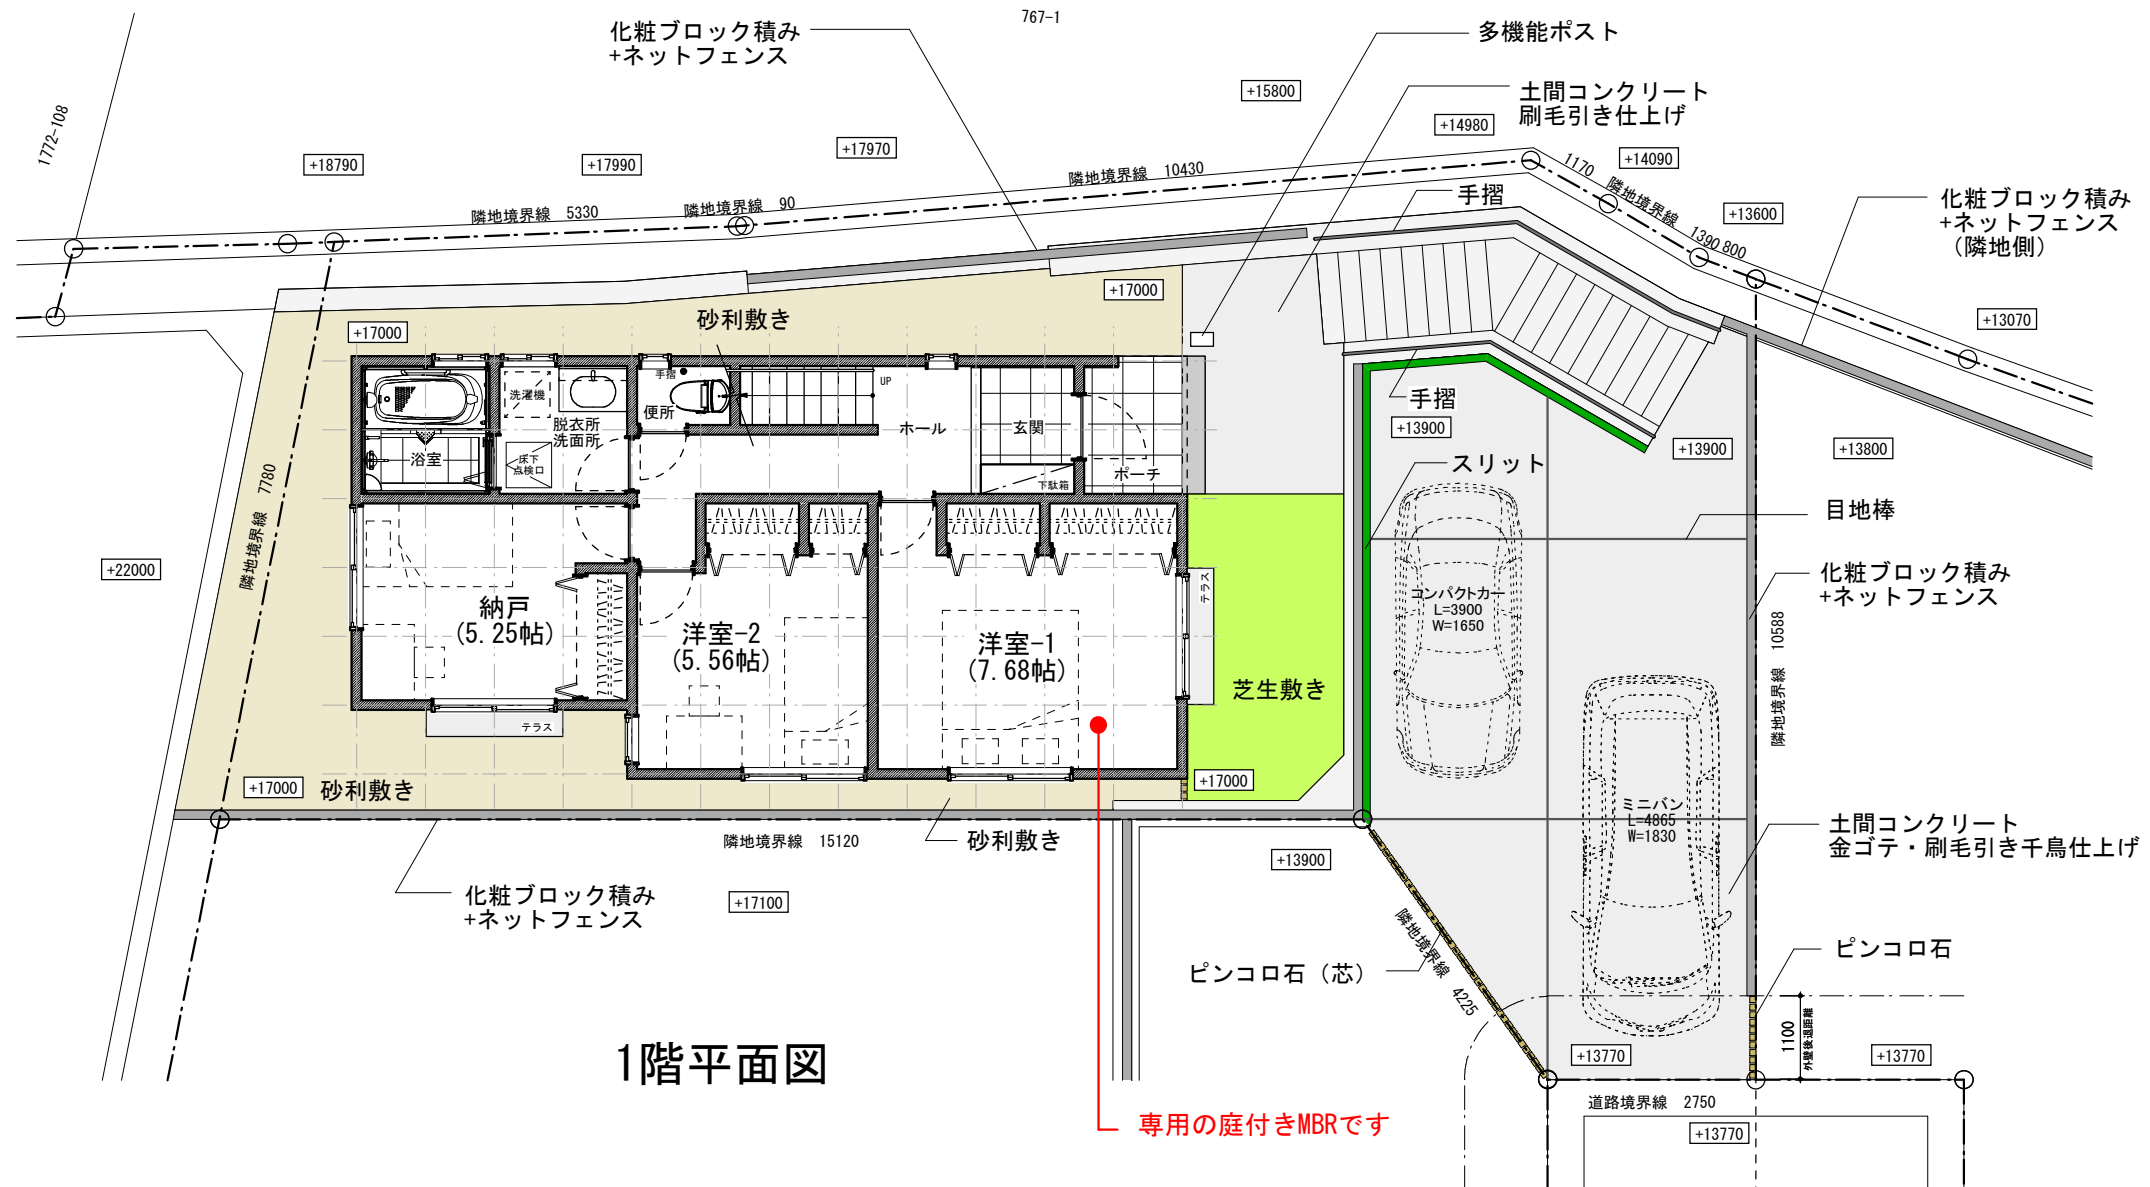 767-1
化粧ブロック積み
+ネットフェンス
多機能ポスト
+15800
土間コンクリート
刷毛引き仕上げ
1772-108
+18790
+17990
+17970
+14980
+14090
隣地境界線 10430
1170
隣地境界線
1390
800
+13600
化粧ブロック積み
+ネットフェンス
(隣地側)
隣地境界線 5330
隣地境界線 90
手摺
+17000
+17000
砂利敷き
+13070
手摺
UP
洗濯機
便所
脱衣所
洗面所
ホール
玄関
手摺
+13900
+13900
+13800
浴室
床下
点検口
ポーチ
下駄箱
スリット
隣地境界線 7780
目地棒
+22000
化粧ブロック積み
+ネットフェンス
テラス
コンパクトカー
L=3900
W=1650
納戸
(5.25帖)
洋室-2
(5.56帖)
洋室-1
(7.68帖)
隣地境界線 10588
芝生敷き
テラス
+17000
砂利敷き
+17000
ミニバン
L=4865
W=1830
土間コンクリート
金ゴテ・刷毛引き千鳥仕上げ
隣地境界線 15120
砂利敷き
+13900
化粧ブロック積み
+ネットフェンス
+17100
隣地境界線 4225
ピンコロ石(芯)
ピンコロ石
1100
外壁後退距離
+13770
+13770
1階平面図
道路境界線 2750
専用の庭付きMBRです
+13770